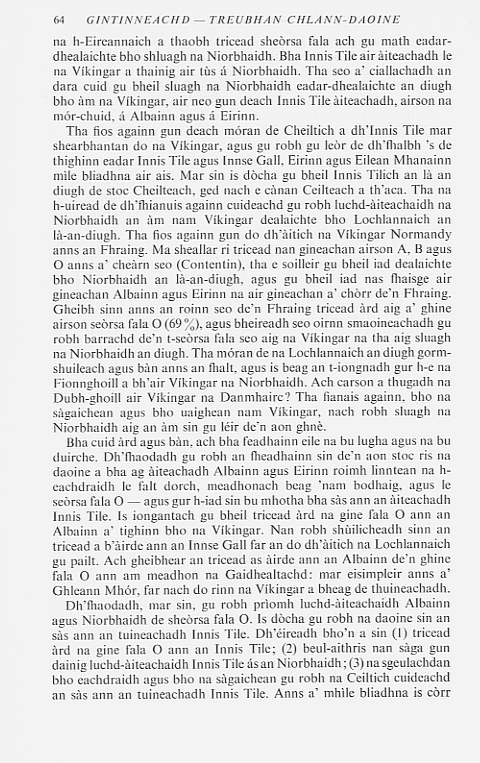 64 GINTINNEACHD — TREUBHAN CHLANN-DAOINE
na h-Eireannaich a thaobh tricead sheòrsa fala ach gu math eadar-
dhealaichte bho shluagh na Niorbhaidh. Bha Innis Tile air àiteachadh le
na Víkingar a thainig air tùs á Niorbhaidh. Tha seo a' ciallachadh an
dara cuid gu bheil sluagh na Niorbhaidh eadar-dhealaichte an diugh
bho àm na Víkingar, air neo gun deach Innis Tile àiteachadh, airson na
mór-chuid, á Albainn agus á Eirinn.
Tha fios againn gun deach móran de Cheiltich a dh'Innis Tile mar
shearbhantan do na Víkingar, agus gu robh gu leòr de dh'fhalbh 's de
thighinn eadar Innis Tile agus Innse Gall, Eirinn agus Eilean Mhanainn
mìle bliadhna air ais. Mar sin is dòcha gu bheil Innis Tilich an là an
diugh de stoc Cheilteach, ged nach e cànan Ceilteach a th'aca. Tha na
h-uiread de dh'fhianuis againn cuideachd gu robh luchd-àiteachaidh na
Niorbhaidh an àm nam Víkingar dealaichte bho Lochlannaich an
là-an-diugh. Tha fios againn gun do dh'àitich na Víkingar Normandy
anns an Fhraing. Ma sheallar ri tricead nan gineachan airson A, B agus
O anns a' cheàrn seo (Contentin), tha e soilleir gu bheil iad dealaichte
bho Niorbhaidh an là-an-diugh, agus gu bheil iad nas fhaisge air
gineachan Albainn agus Eirinn na air gineachan a' chòrr de'n Fhraing.
Gheibh sinn anns an roinn seo de'n Fhraing tricead àrd aig a' ghine
airson seòrsa fala O (69%), agus bheireadh seo oirnn smaoineachadh gu
robh barrachd de'n t-seòrsa fala seo aig na Víkingar na tha aig sluagh
na Niorbhaidh an diugh. Tha móran de na Lochlannaich an diugh gorm-
shuileach agus bàn anns an fhalt, agus is beag an t-iongnadh gur h-e na
Fionnghoill a bh'air Víkingar na Niorbhaidh. Ach carson a thugadh na
Dubh-ghoill air Víkingar na Danmhairc? Tha fianais againn, bho na
sàgaichean agus bho uaighean nam Víkingar, nach robh sluagh na
Niorbhaidh aig an àm sin gu léir de'n aon ghnè.
Bha cuid àrd agus bàn, ach bha feadhainn eile na bu lugha agus na bu
duirche. Dh'fhaodadh gu robh an fheadhainn sin de'n aon stoc ris na
daoine a bha ag àiteachadh Albainn agus Eirinn roimh linntean na h-
eachdraidh le falt dorch, meadhonach beag 'nam bodhaig, agus le
seòrsa fala O — agus gur h-iad sin bu mhotha bha sàs ann an àiteachadh
Innis Tile. Is iongantach gu bheil tricead àrd na gine fala O ann an
Albainn a' tighinn bho na Víkingar. Nan robh shùilicheadh sinn an
tricead a b'àirde ann an Innse Gall far an do dh'àitich na Lochlannaich
gu pailt. Ach gheibhear an tricead as àirde ann an Albainn de'n ghine
fala O ann am meadhon na Gaidhealtachd: mar eisimpleir anns a'
Ghleann Mhór, far nach do rinn na Víkingar a bheag de thuineachadh.
Dh'fhaodadh, mar sin, gu robh prìomh luchd-àiteachaidh Albainn
agus Niorbhaidh de sheòrsa fala O. Is dòcha gu robh na daoine sin an
sàs ann an tuineachadh Innis Tile. Dh'éireadh bho'n a sin (1) tricead
àrd na gine fala O ann an Innis Tile; (2) beul-aithris nan sàga gun
dainig luchd-àiteachaidh Innis Tile ás an Niorbhaidh; (3) na sgeulachdan
bho eachdraidh agus bho na sàgaichean gu robh na Ceiltich cuideachd
an sàs ann an tuineachadh Innis Tile. Anns a' mhìle bliadhna is còrr